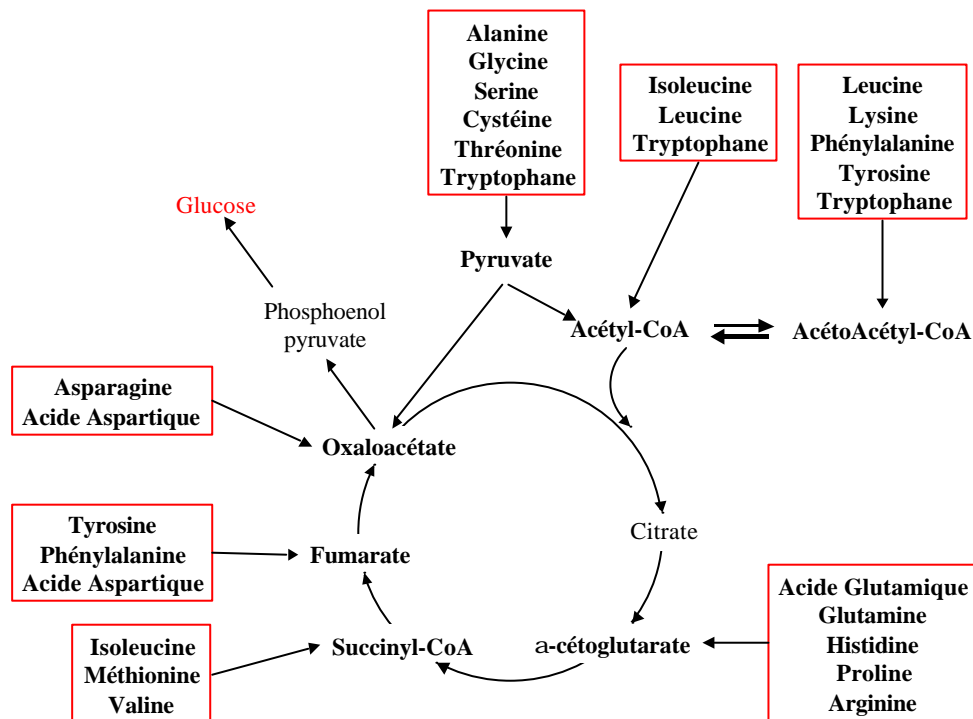 Alanine
Glycine
Serine
Cystéine
Thréonine
Tryptophane
Isoleucine
Leucine
Tryptophane
Leucine
Lysine
Phénylalanine
Tyrosine
Tryptophane
Glucose
Pyruvate
Phosphoenol
pyruvate
Acétyl-CoA
AcétoAcétyl-CoA
Asparagine
Acide Aspartique
Oxaloacétate
Tyrosine
Phénylalanine
Acide Aspartique
Fumarate
Citrate
Isoleucine
Méthionine
Valine
Succinyl-CoA
a-cétoglutarate
Acide Glutamique
Glutamine
Histidine
Proline
Arginine